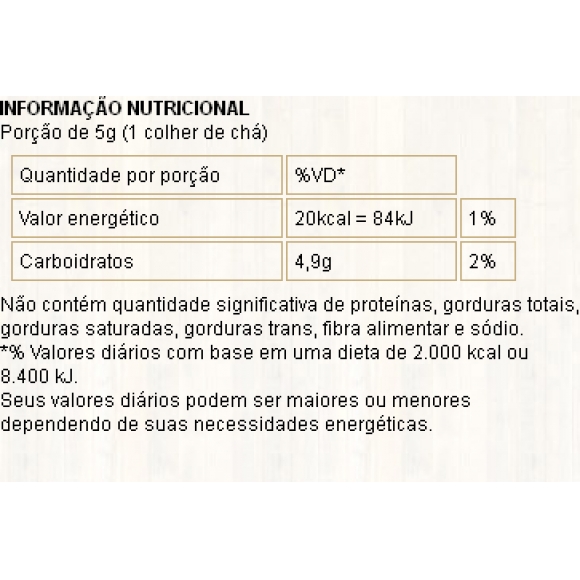 INFORMAÇÃO NUTRICIONAL
Porção de 5g (1 colher de chá)
Quantidade por porção %VD*
Valor energético 20kcal = 84kJ 1%
Carboidratos 4,9g 2%
Não contém quantidade significativa de proteínas, gorduras totais,
gorduras saturadas, gorduras trans, fibra alimentar e sódio.
*% Valores diários com base em uma dieta de 2.000 kcal ou
8.400 kJ.
Seus valores diários podem ser maiores ou menores
dependendo de suas necessidades energéticas.